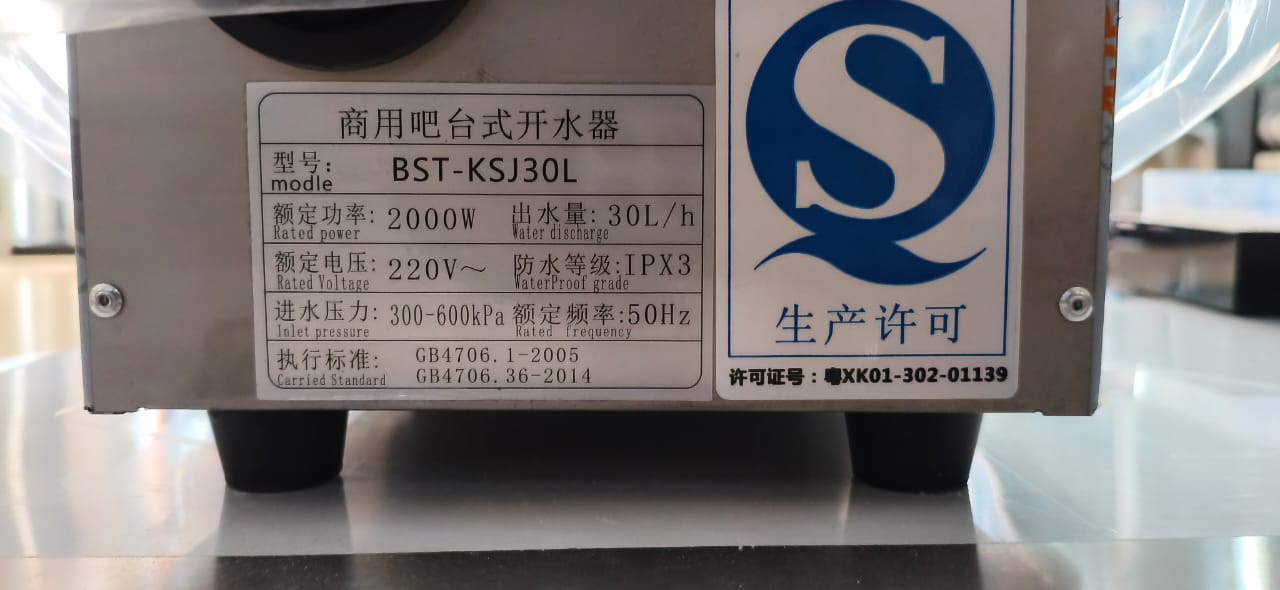 商用吧台式开水器
型号: BST-KSJ30L
modle
额定功率: 2000W 出水量: 30L/h
Rated power Water discharge
额定电压: 220V～ 防水等级: IPX3
Rated Voltage WaterProof grade
进水压力: 300-600kPa 额定频率: 50Hz
Inlet pressure Rated frequency
执行标准: GB4706.1-2005
Carried Standard GB4706.36-2014
QS
生产许可
许可证号：粤XK01-302-01139